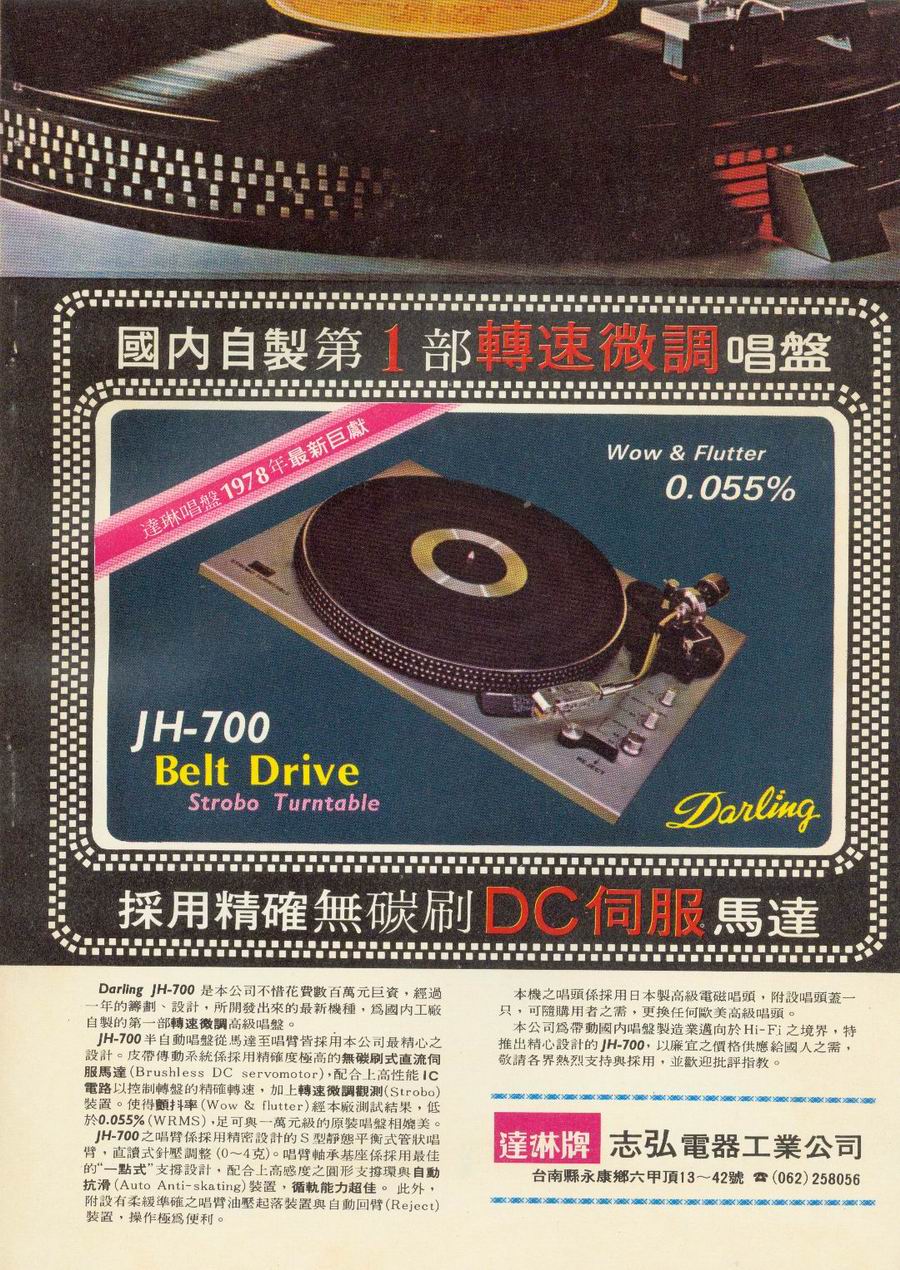 國內自製第1部轉速微調唱盤
達琳唱盤1978年最新巨獻
Wow & Flutter
0.055%
REJECT
JH-700
Belt Drive
Strobo Turntable
Darling
採用精確無碳刷DC伺服馬達
Darling JH-700 是本公司不惜花費數百萬元巨資，經過
一年的籌劃、設計，所開發出來的最新機種，爲國內工廠
自製的第一部轉速微調高級唱盤。
JH-700半自動唱盤從馬達至唱臂皆採用本公司最精心之
設計。皮帶傳動系統係採用精確度極高的無碳刷式直流伺
服馬達(Brushless DC servomotor)，配合上高性能IC
電路以控制轉盤的精確轉速，加上轉速微調觀測(Strobo)
裝置。使得顫抖率(Wow & flutter)經本廠測試結果，低
於0.055%(WRMS)，足可與一萬元級的原裝唱盤相媲美。
JH-700之唱臂係採用精密設計的S型靜態平衡式管狀唱
臂，直讀式針壓調整(0～4克)。唱臂軸承基座係採用最佳
的“一點式”支撐設計，配合上高感度之圓形支撐環與自動
抗滑(Auto Anti-skating)裝置，循軌能力超佳。此外，
附設有柔緩準確之唱臂油壓起落裝置與自動回臂(Reject)
裝置，操作極爲便利。
本機之唱頭係採用日本製高級電磁唱頭，附設唱頭蓋一
只，可隨購用者之需，更換任何歐美高級唱頭。
本公司爲帶動國內唱盤製造業邁向於Hi-Fi之境界，特
推出精心設計的JH-700，以廉宜之價格供應給國人之需，
敬請各界熱烈支持與採用，並歡迎批評指教。
達淋牌 志弘電器工業公司
台南縣永康鄉六甲頂13～42號 ☎(062)258056